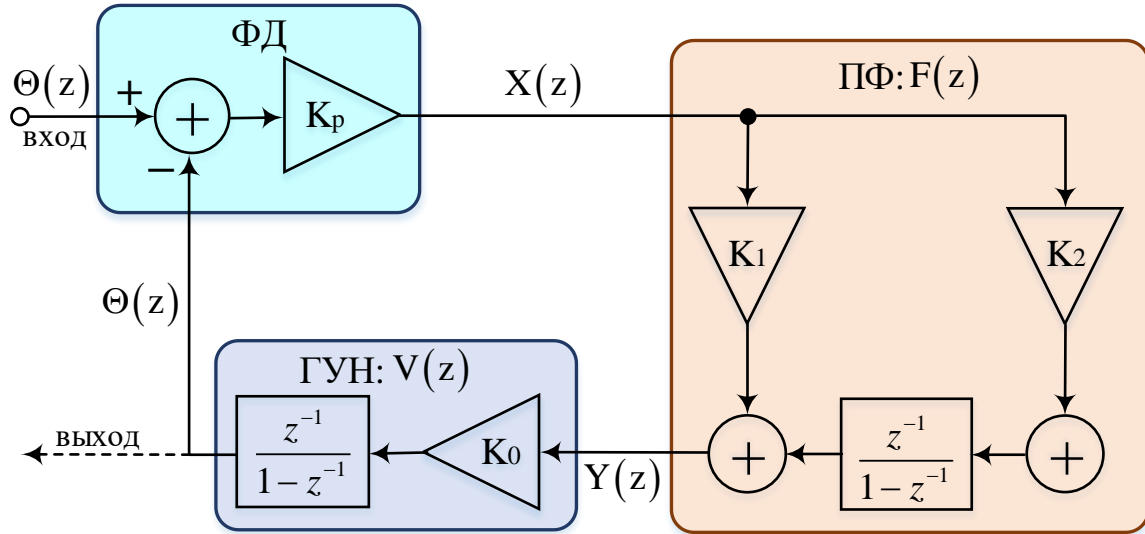 ФД
Θ(z)
+
вход
+
−
Kp
X(z)
ПФ: F(z)
K1
K2
Θ(z)
ГУН: V(z)
выход
z⁻¹
1 − z⁻¹
K0
Y(z)
+
z⁻¹
1 − z⁻¹
+